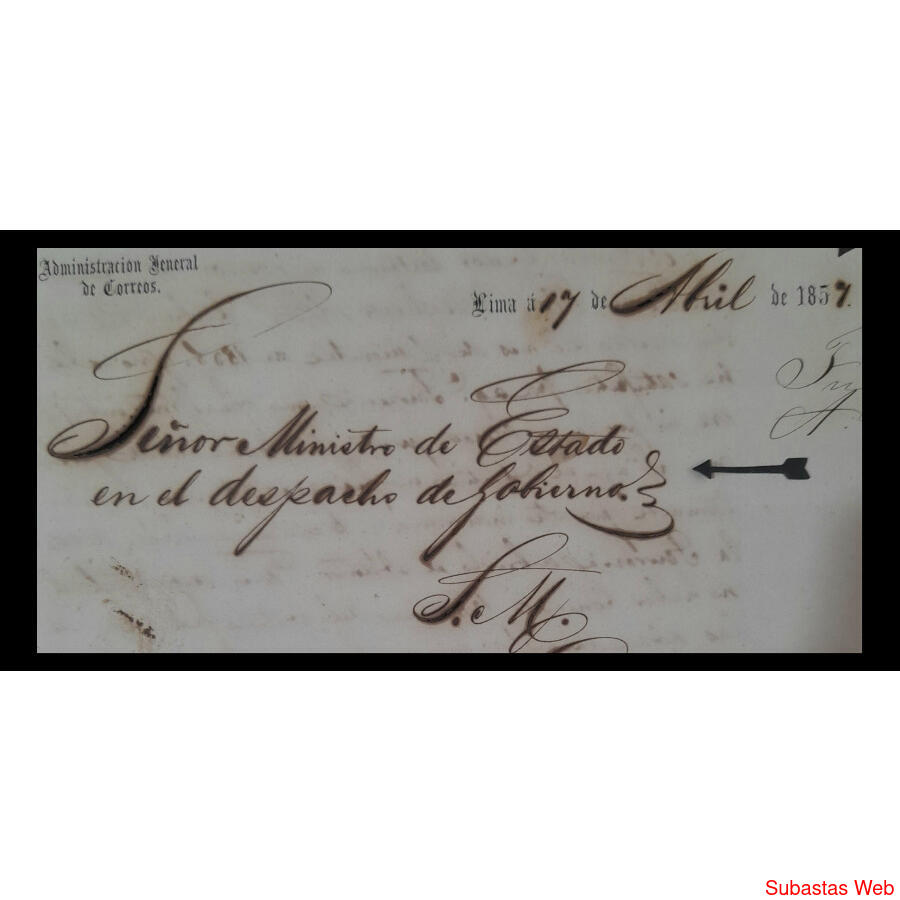 Administracion Jeneral
de Correos.
Lima á 17 de Abril de 1857.
Señor Ministro de Estado
en el despacho de Gobierno.
S. M.
Subastas Web